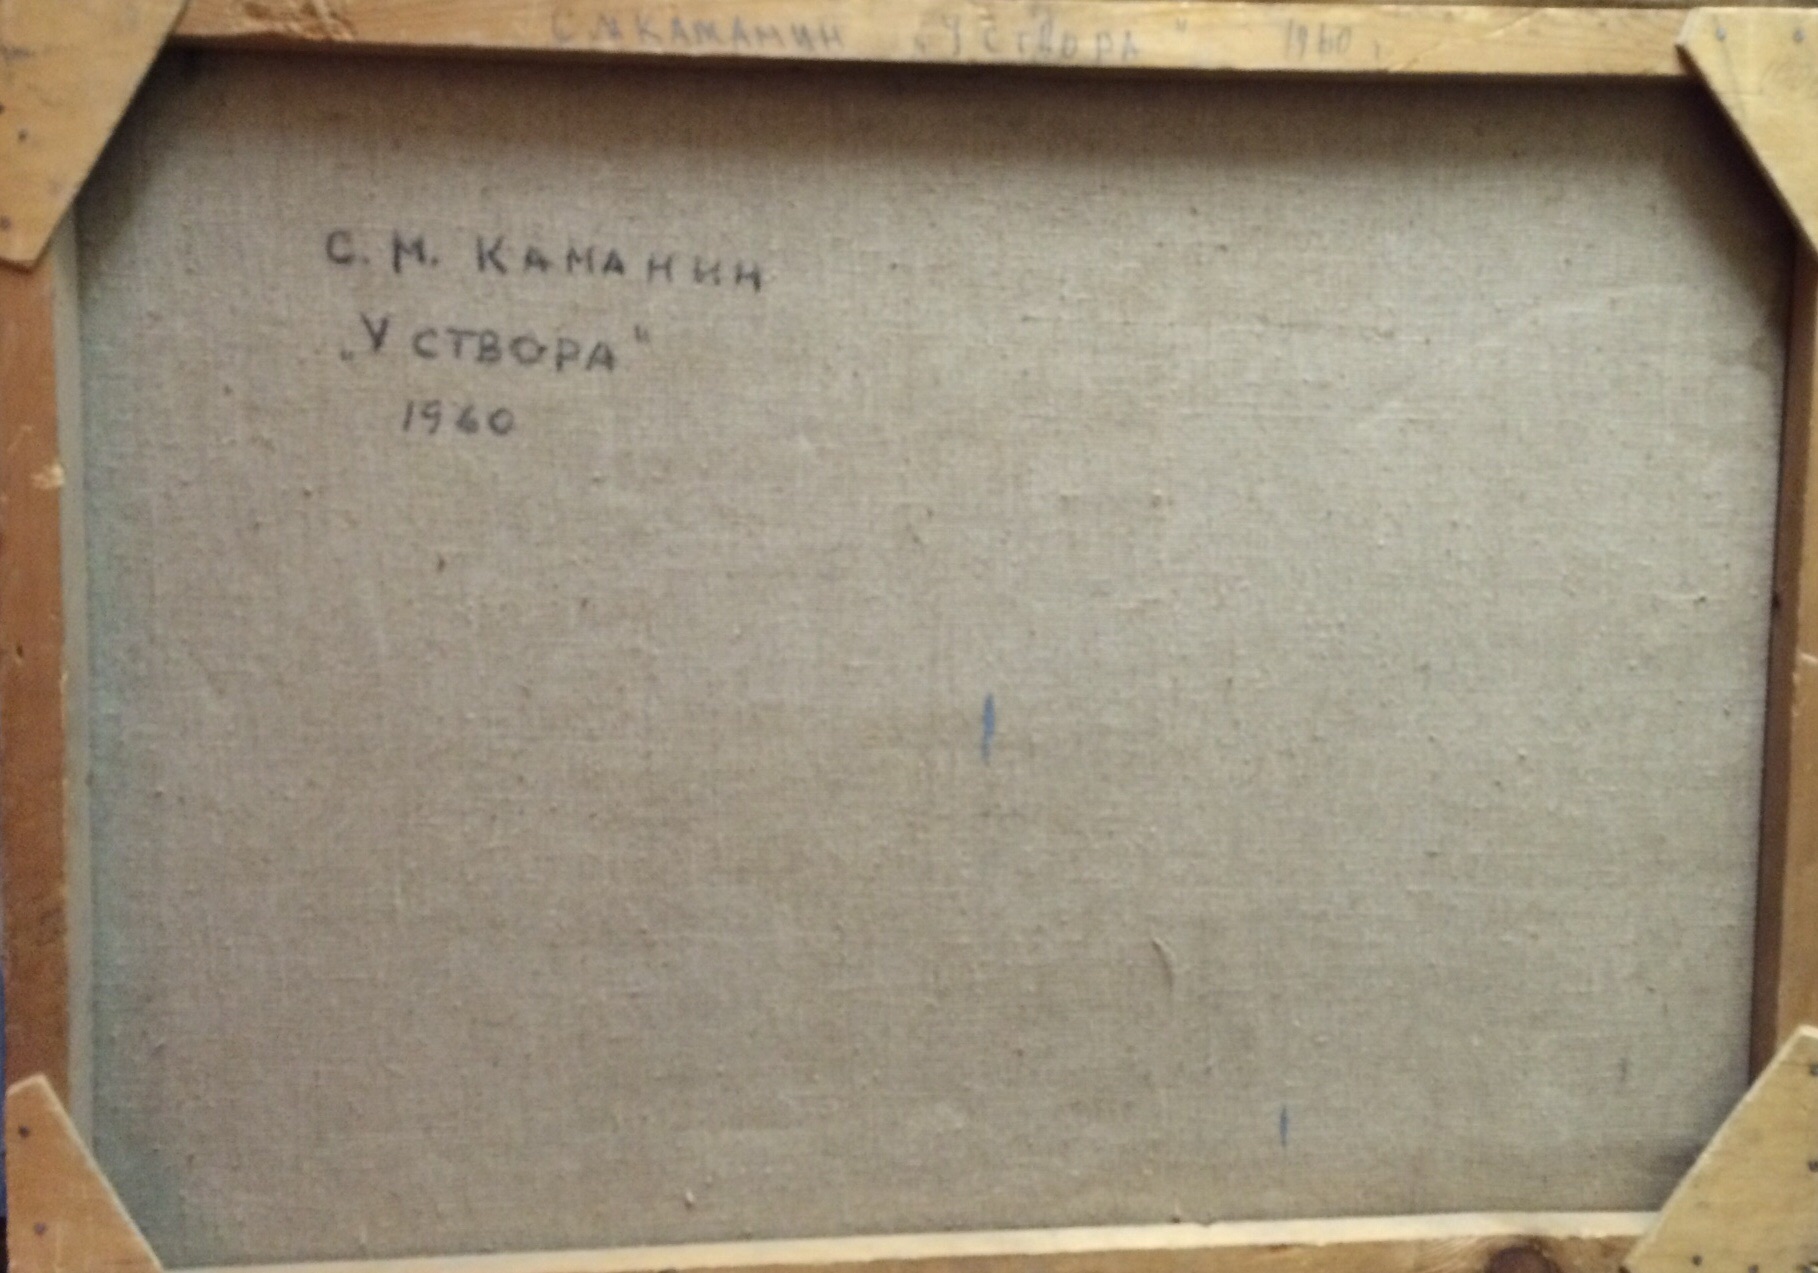 С М КАМАНИН „У СТВОРА" 1960 г
С. М. КАМАНИН
„У СТВОРА"
1960